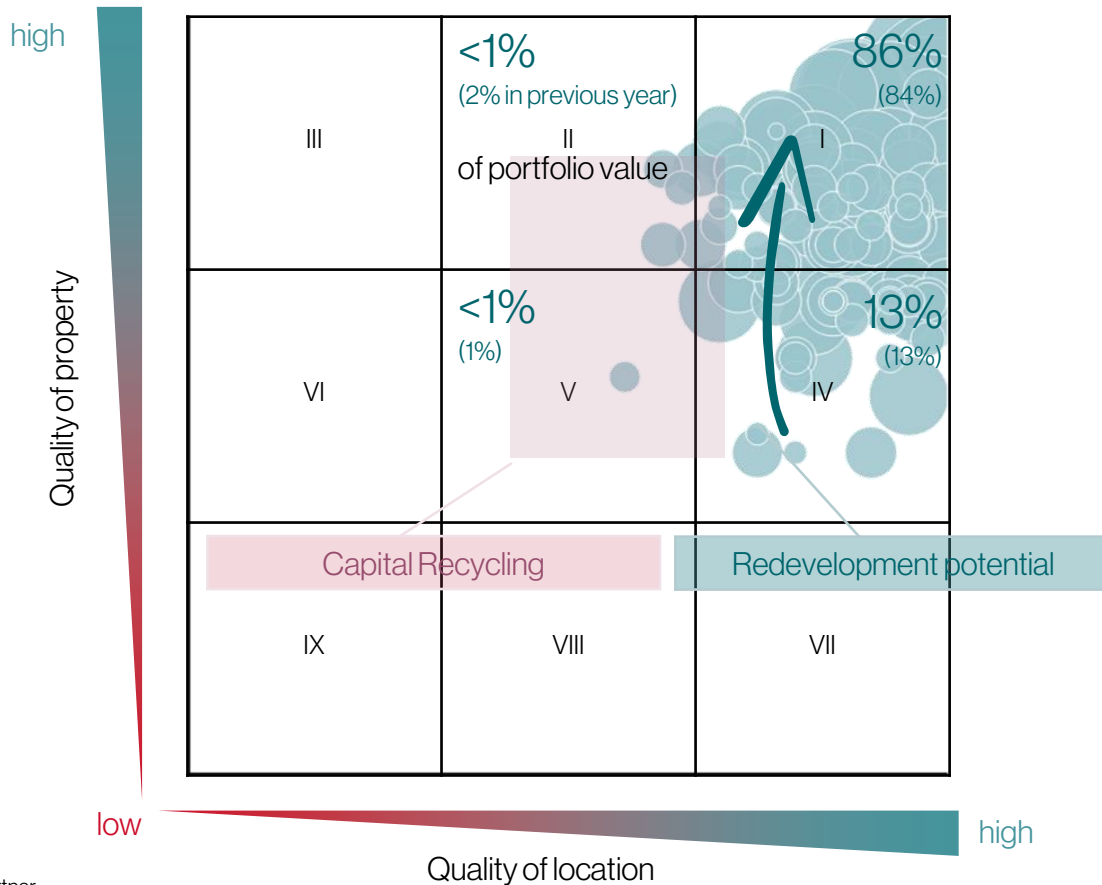 high
<1%
(2% in previous year)
86%
(84%)
III
II
I
of portfolio value
Quality of property
<1%
(1%)
13%
(13%)
VI
V
IV
Capital Recycling
Redevelopment potential
IX
VIII
VII
low
high
Quality of location